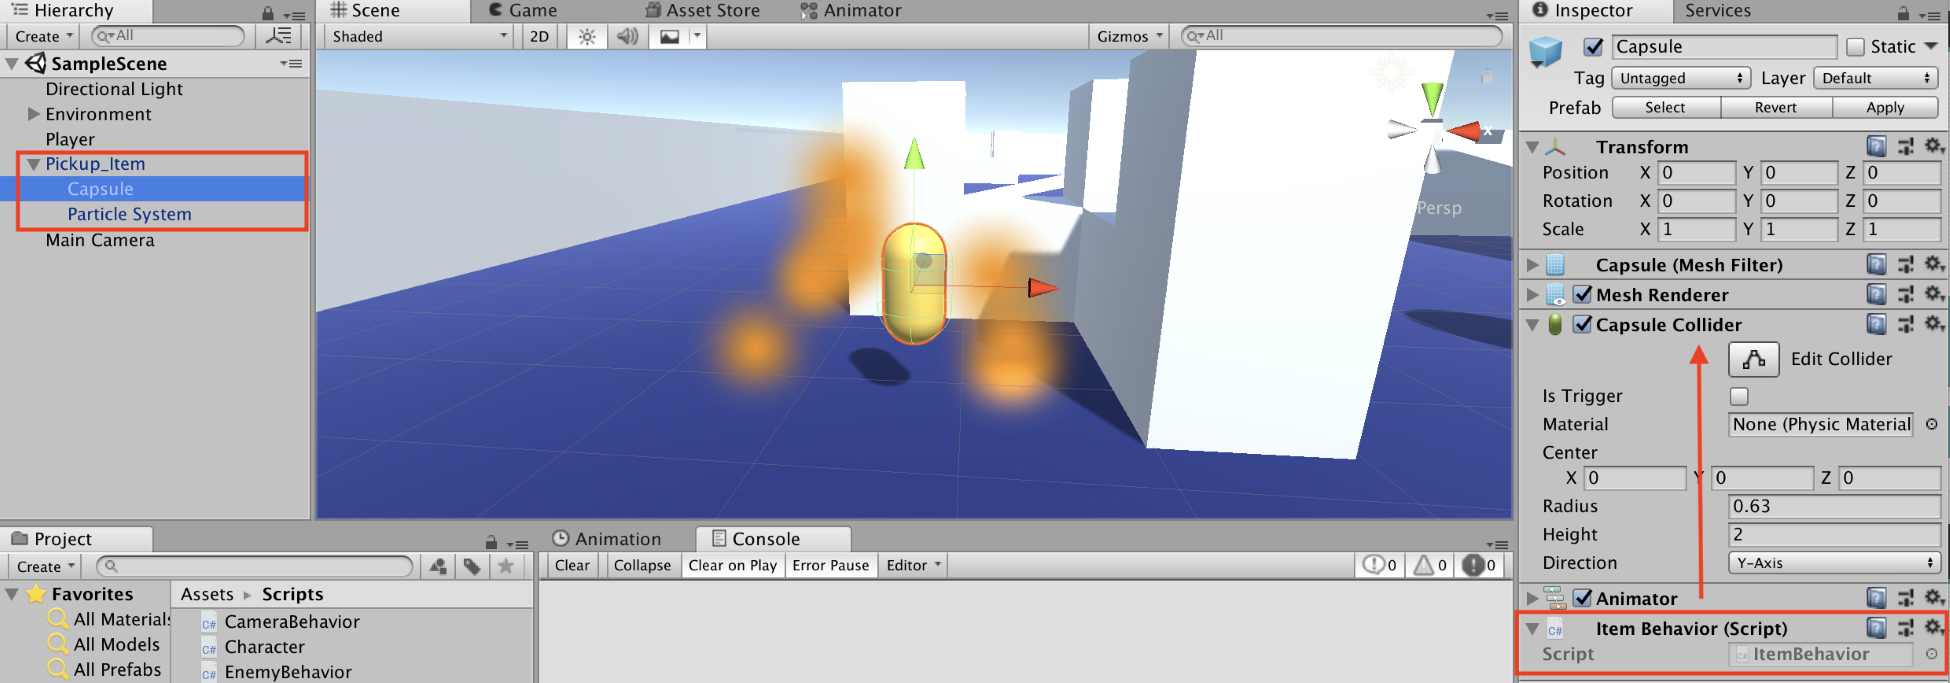 Hierarchy
Create
All
SampleScene
Directional Light
Environment
Player
Pickup_Item
Capsule
Particle System
Main Camera
Scene
Game
Asset Store
Animator
Shaded
2D
Gizmos
All
x
Persp
Project
Create
Favorites
All Materials
All Models
All Prefabs
Assets
Scripts
C# CameraBehavior
C# Character
C# EnemyBehavior
Animation
Console
Clear
Collapse
Clear on Play
Error Pause
Editor
0
0
0
Inspector
Services
Capsule
Static
Tag Untagged Layer Default
Prefab Select Revert Apply
Transform
Position X 0 Y 0 Z 0
Rotation X 0 Y 0 Z 0
Scale X 1 Y 1 Z 1
Capsule (Mesh Filter)
Mesh Renderer
Capsule Collider
Edit Collider
Is Trigger
Material None (Physic Material
Center
X 0 Y 0 Z 0
Radius 0.63
Height 2
Direction Y-Axis
Animator
C# Item Behavior (Script)
Script ItemBehavior